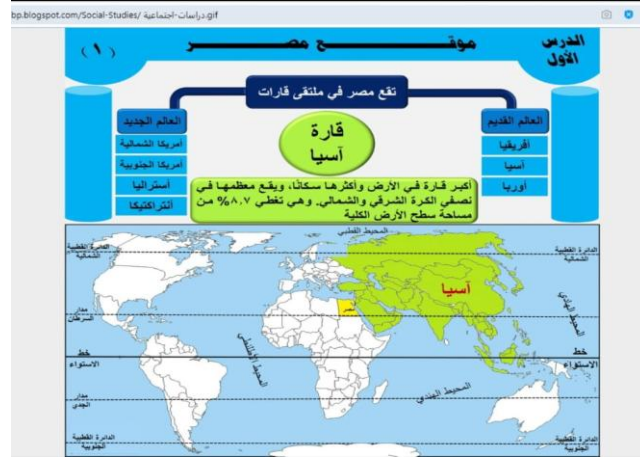 bp.blogspot.com/Social-Studies/ دراسات-اجتماعية.gif
الدرس
الأول
موقع مصر
(١)
تقع مصر في ملتقى قارات
العالم القديم
أفريقيا
آسيا
أوربا
العالم الجديد
أمريكا الشمالية
أمريكا الجنوبية
أستراليا
أنتراكتيكا
قارة
آسيا
أكبر قارة في الأرض وأكثرها سكانًا، ويقع معظمها في
نصفي الكرة الشرقي والشمالي. وهي تغطي ٨,٧% من
مساحة سطح الأرض الكلية
المحيط القطبي
الدائرة القطبية
الشمالية
الدائرة القطبية
الشمالية
آسيا
مصر
مدار
السرطان
المحيط الهادي
المحيط الأطلنطي
خط
الاستواء
خط
الاستواء
المحيط الهندي
مدار
الجدي
الدائرة القطبية
الجنوبية
الدائرة القطبية
الجنوبية